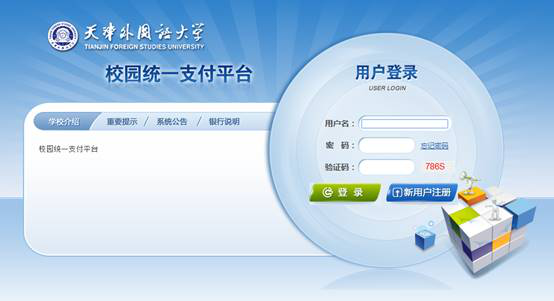 天津外国语大学
TIANJIN FOREIGN STUDIES UNIVERSITY
校园统一支付平台
用户登录
USER LOGIN
学校介绍 重要提示 系统公告 银行说明
校园统一支付平台
用户名：
密 码： 忘记密码
验证码： 786S
登 录 新用户注册